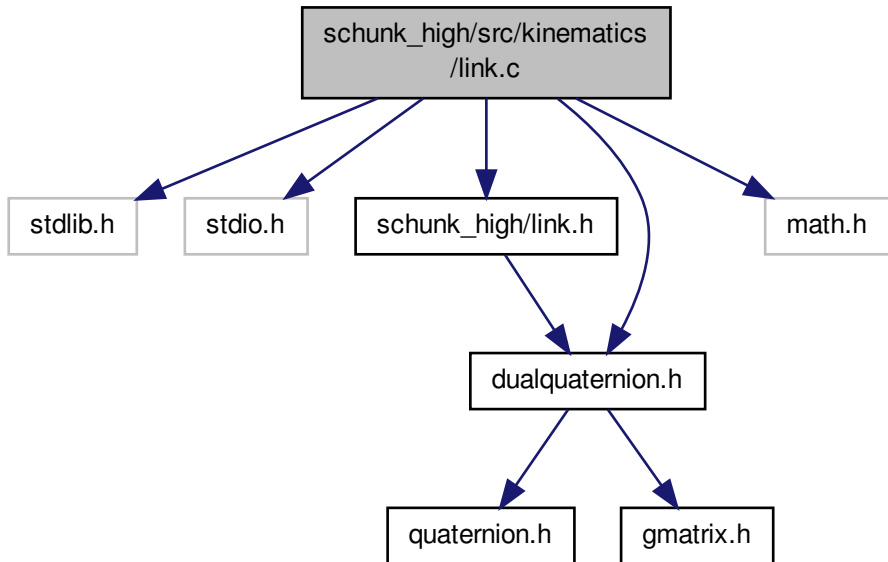 schunk_high/src/kinematics
/link.c
stdlib.h
stdio.h
schunk_high/link.h
math.h
dualquaternion.h
quaternion.h
gmatrix.h